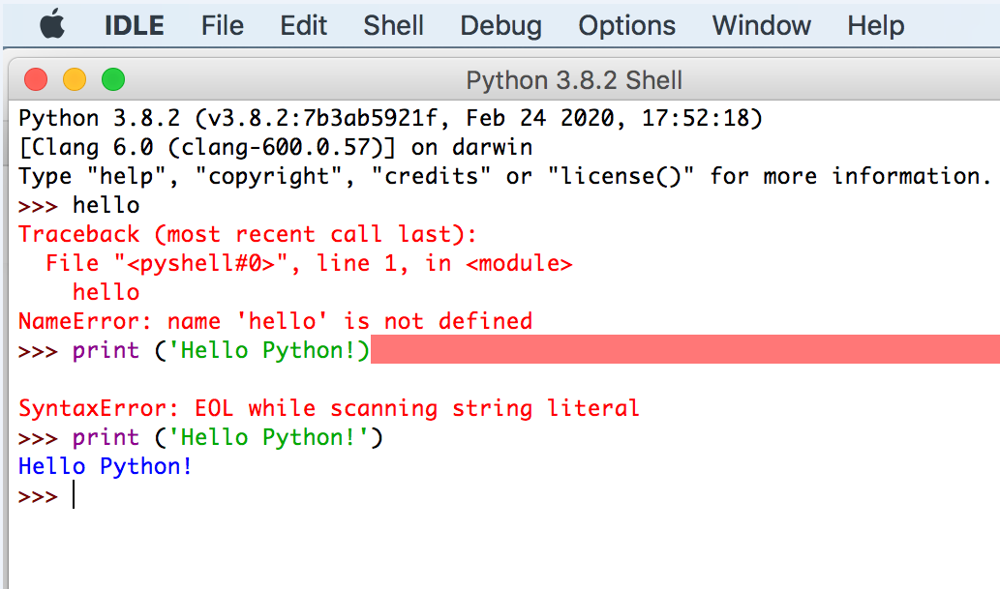 IDLE File Edit Shell Debug Options Window Help
Python 3.8.2 Shell
Python 3.8.2 (v3.8.2:7b3ab5921f, Feb 24 2020, 17:52:18)
[Clang 6.0 (clang-600.0.57)] on darwin
Type "help", "copyright", "credits" or "license()" for more information.
>>> hello
Traceback (most recent call last):
  File "<pyshell#0>", line 1, in <module>
    hello
NameError: name 'hello' is not defined
>>> print ('Hello Python!)
SyntaxError: EOL while scanning string literal
>>> print ('Hello Python!')
Hello Python!
>>>